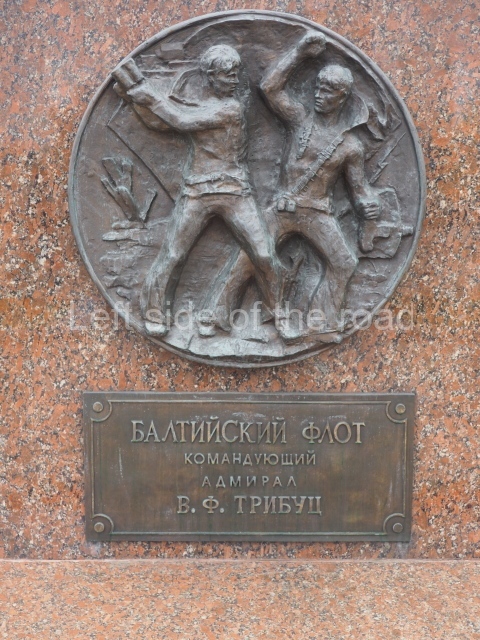 Left side of the road
БАЛТИЙСКИЙ ФЛОТ
КОМАНДУЮЩИЙ
АДМИРАЛ
В. Ф. ТРИБУЦ